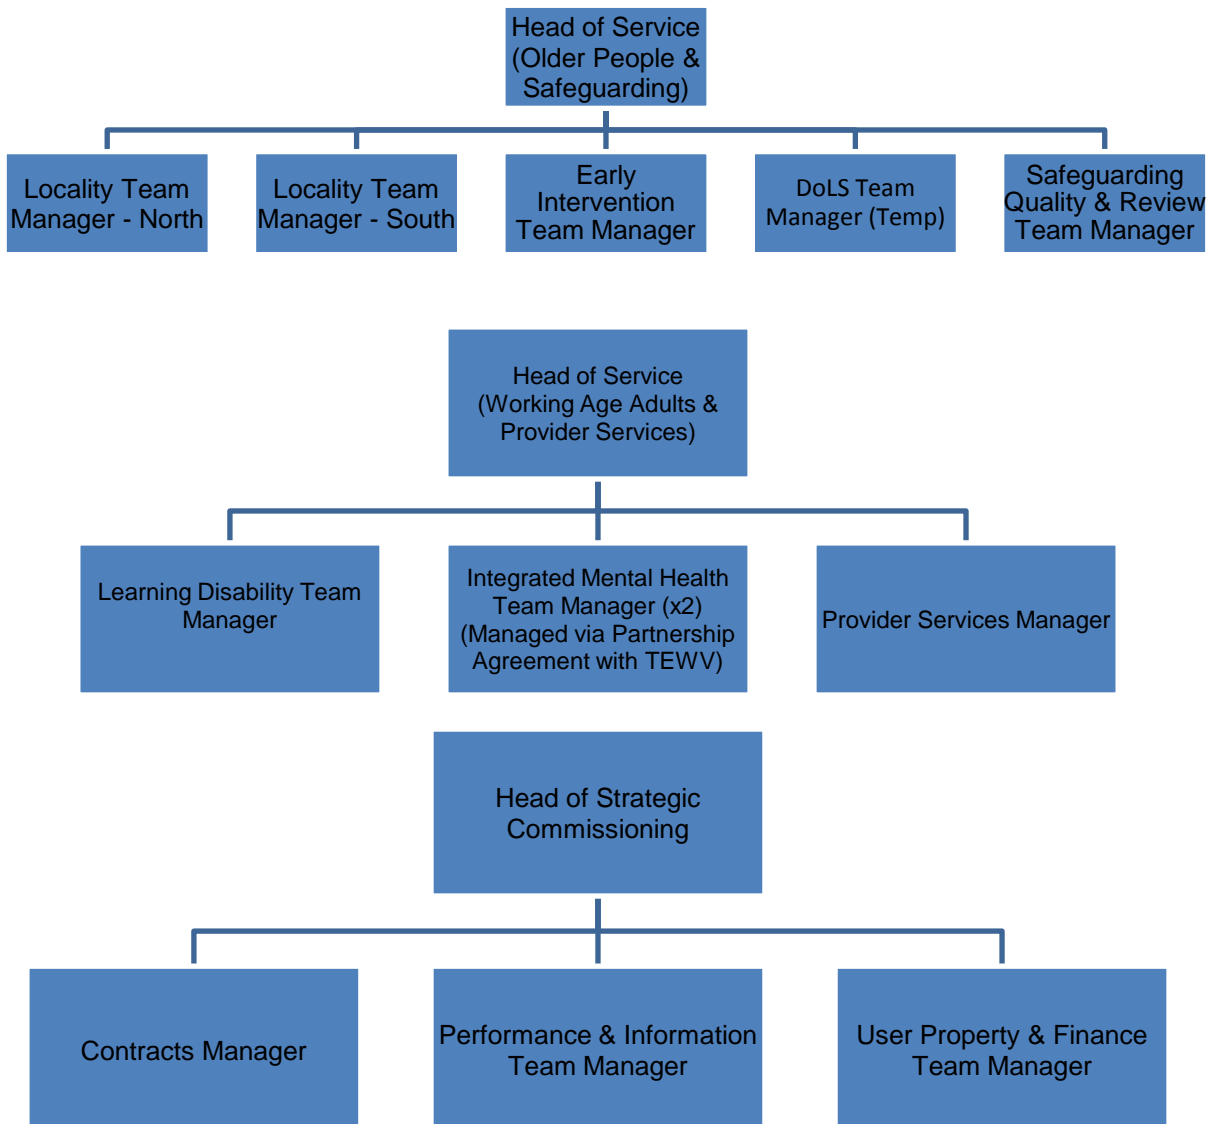 Head of Service
(Older People &
Safeguarding)
Locality Team
Manager - North
Locality Team
Manager - South
Early
Intervention
Team Manager
DoLS Team
Manager (Temp)
Safeguarding
Quality & Review
Team Manager
Head of Service
(Working Age Adults &
Provider Services)
Learning Disability Team
Manager
Integrated Mental Health
Team Manager (x2)
(Managed via Partnership
Agreement with TEWV)
Provider Services Manager
Head of Strategic
Commissioning
Contracts Manager
Performance & Information
Team Manager
User Property & Finance
Team Manager